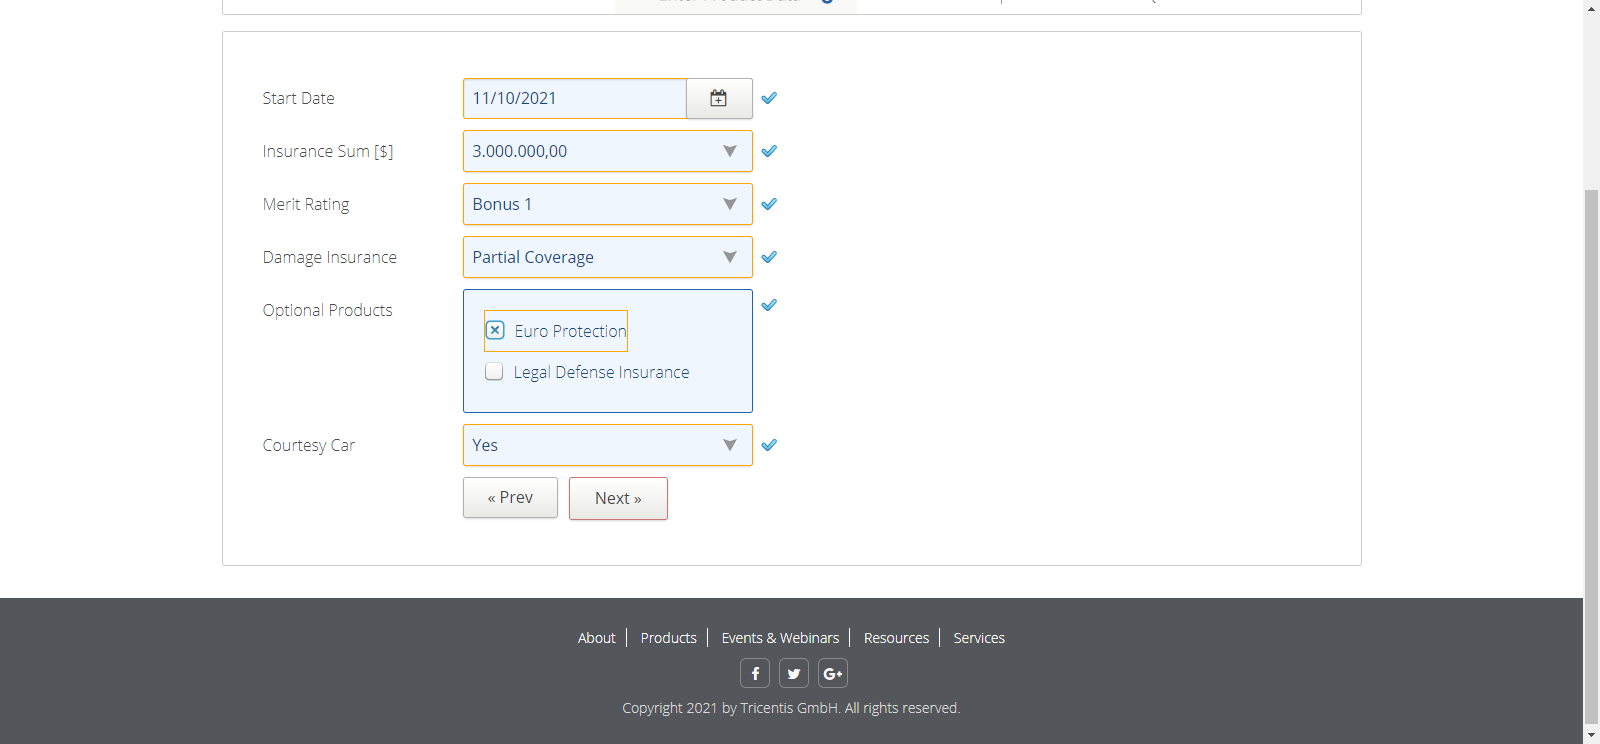 Start Date
11/10/2021
Insurance Sum [$]
3.000.000,00
Merit Rating
Bonus 1
Damage Insurance
Partial Coverage
Optional Products
Euro Protection
Legal Defense Insurance
Courtesy Car
Yes
« Prev Next »
About Products Events & Webinars Resources Services
Copyright 2021 by Tricentis GmbH. All rights reserved.